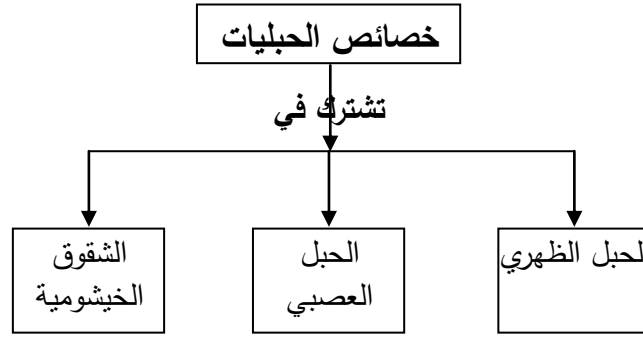 خصائص الحبليات
تشترك في
الحبل الظهري
الحبل
العصبي
الشقوق
الخيشومية